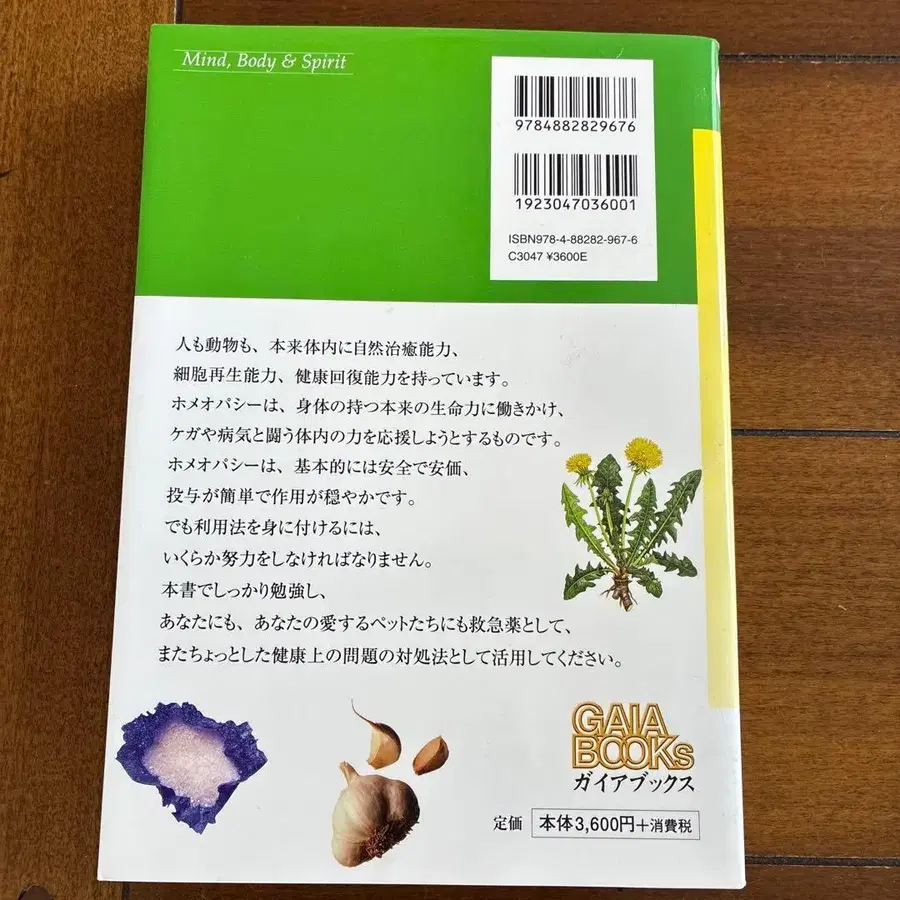 Mind, Body & Spirit
9784882829676
1923047036001
ISBN978-4-88282-967-6
C3047 ¥3600E
人も動物も、本来体内に自然治癒能力、
細胞再生能力、健康回復能力を持っています。
ホメオパシーは、身体の持つ本来の生命力に働きかけ、
ケガや病気と闘う体内の力を応援しようとするものです。
ホメオパシーは、基本的には安全で安価、
投与が簡単で作用が穏やかです。
でも利用法を身に付けるには、
いくらか努力をしなければなりません。
本書でしっかり勉強し、
あなたにも、あなたの愛するペットたちにも救急薬として、
またちょっとした健康上の問題の対処法として活用してください。
GAIA
BOOKs
ガイアブックス
定価 本体3,600円+消費税